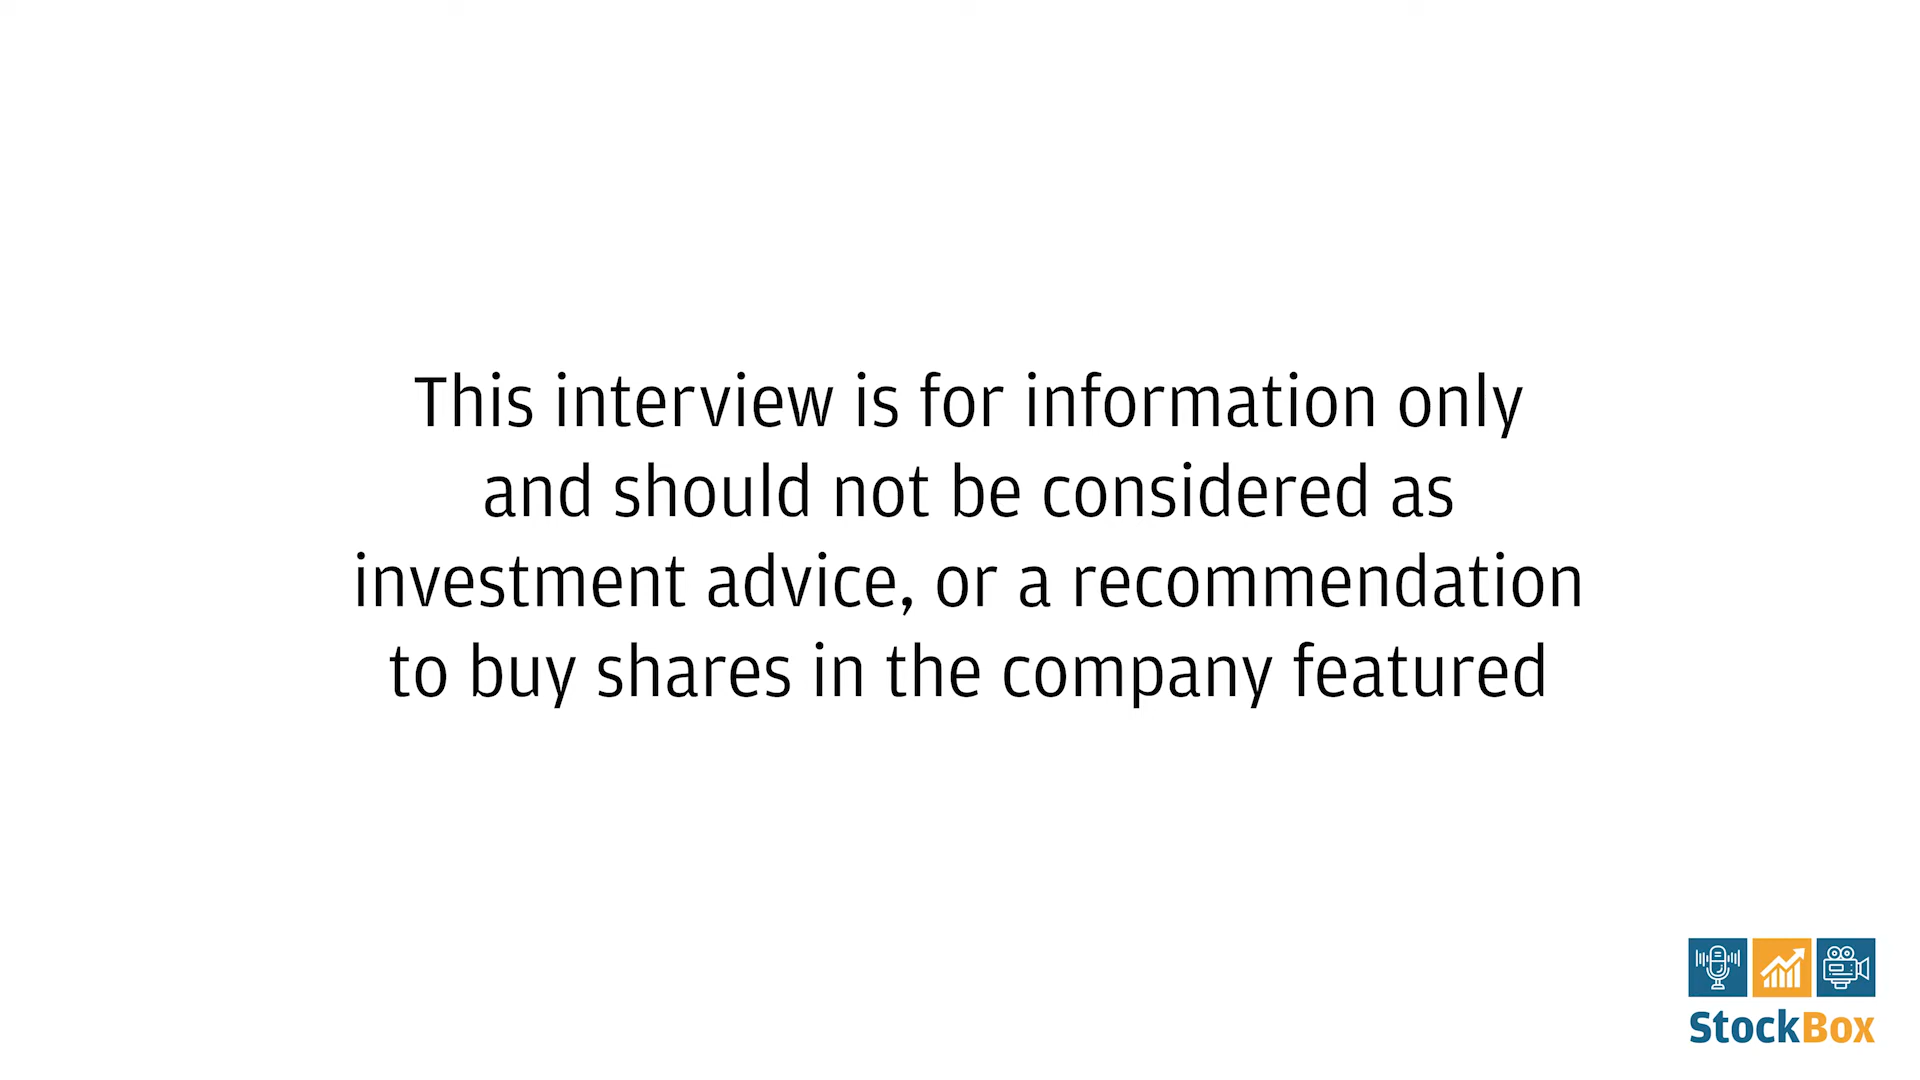 This interview is for information only
and should not be considered as
investment advice, or a recommendation
to buy shares in the company featured
StockBox